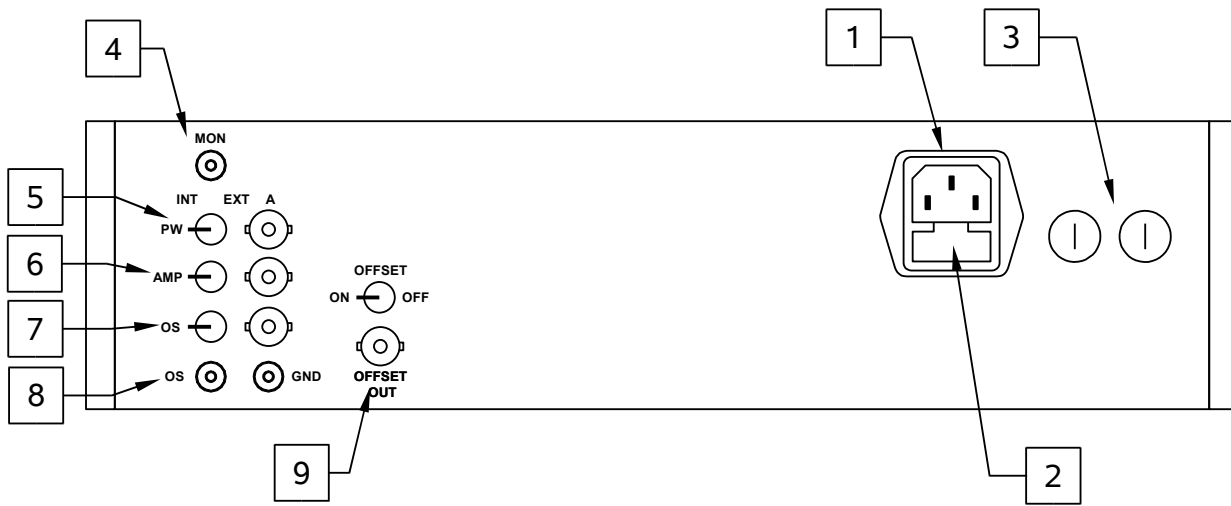 4
1
3
MON
5
INT EXT A
PW
6
AMP
OFFSET
ON OFF
7
OS
8
OS GND
OFFSET
OUT
9
2